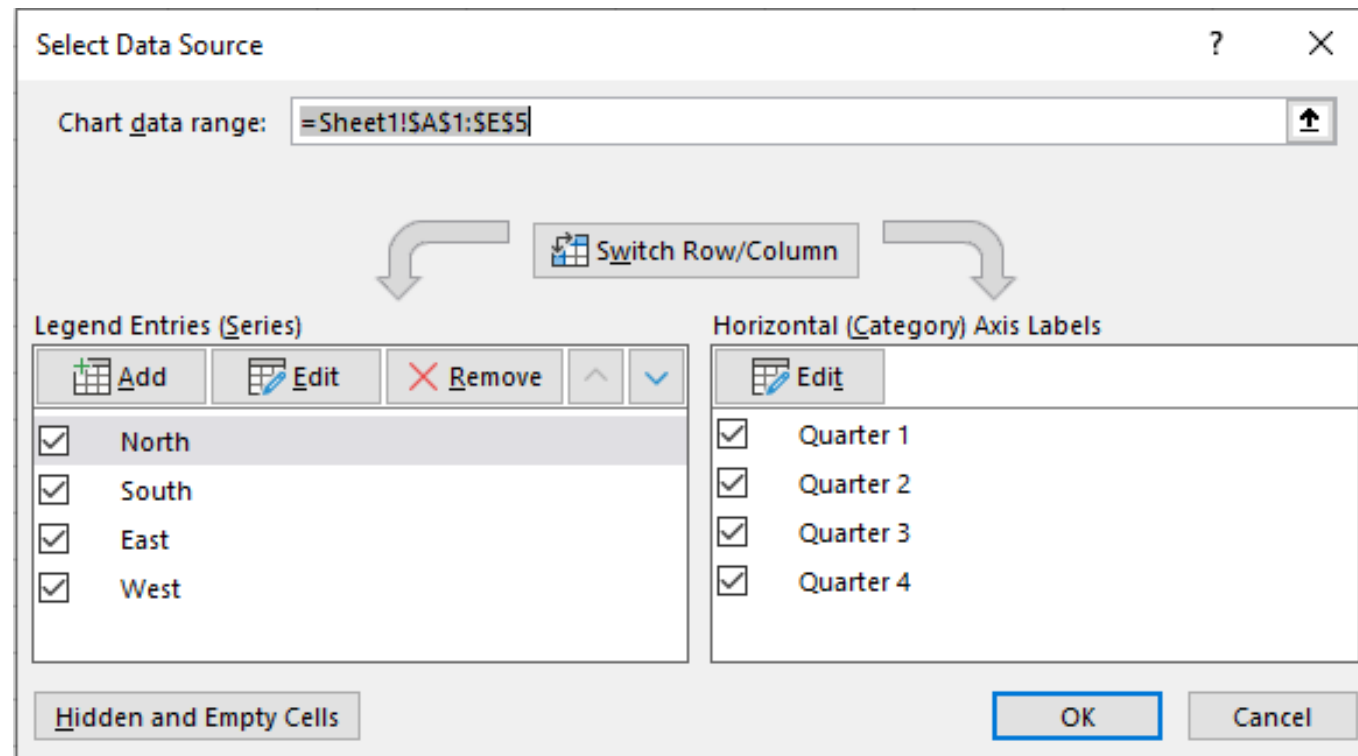 Select Data Source ?
Chart data range: =Sheet1!$A$1:$E$5
Switch Row/Column
Legend Entries (Series)
Add Edit Remove
North
South
East
West
Horizontal (Category) Axis Labels
Edit
Quarter 1
Quarter 2
Quarter 3
Quarter 4
Hidden and Empty Cells OK Cancel